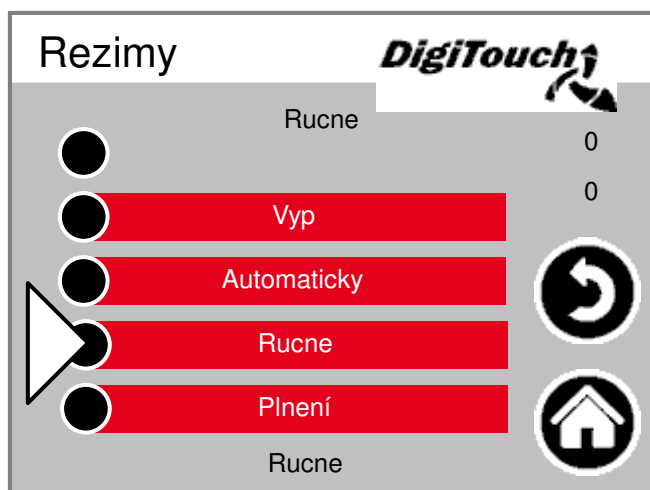 Rezimy
DigiTouch
Rucne
0
0
Vyp
Automaticky
Rucne
Plnení
Rucne